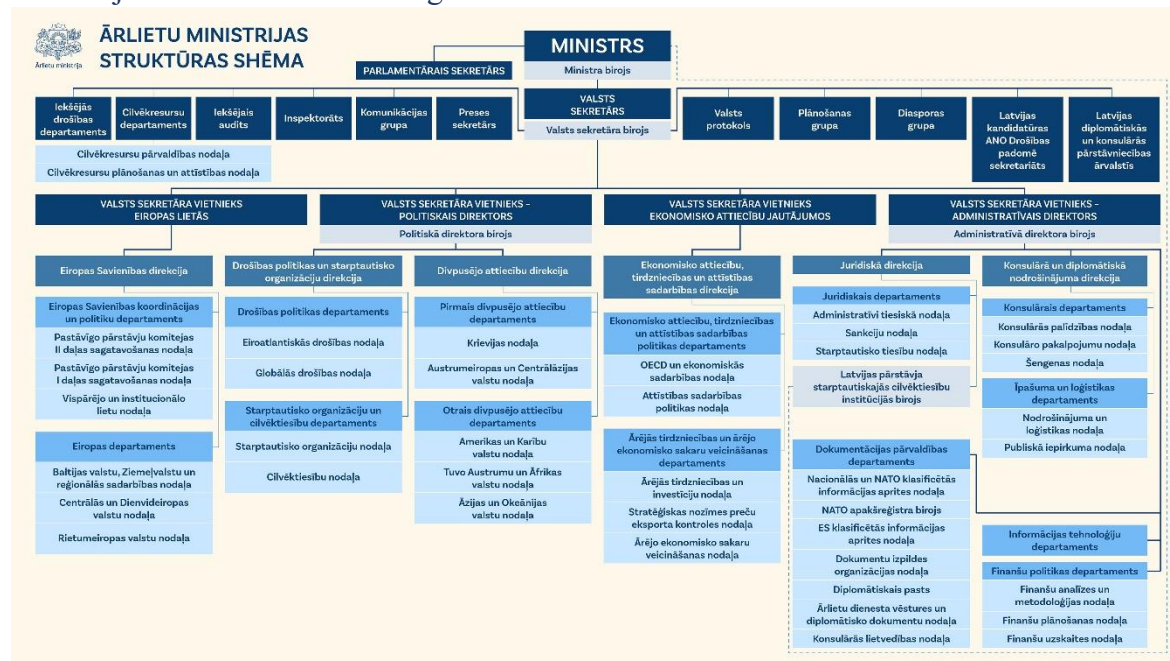 Ārlietu ministrija
ĀRLIETU MINISTRIJAS
STRUKTŪRAS SHĒMA
MINISTRS
Ministra birojs
PARLAMENTĀRAIS SEKRETĀRS
VALSTS
SEKRETĀRS
Valsts sekretāra birojs
Iekšējās
drošības
departaments
Cilvēkresursu
departaments
Iekšējais
audits
Inspektorāts
Komunikācijas
grupa
Preses
sekretārs
Valsts
protokols
Plānošanas
grupa
Diasporas
grupa
Latvijas
kandidatūras
ANO Drošības
padomē
sekretariāts
Latvijas
diplomātiskās
un konsulārās
pārstāvniecības
ārvalstīs
Cilvēkresursu pārvaldības nodaļa
Cilvēkresursu plānošanas un attīstības nodaļa
VALSTS SEKRETĀRA VIETNIEKS
EIROPAS LIETĀS
VALSTS SEKRETĀRA VIETNIEKS –
POLITISKAIS DIREKTORS
Politiskā direktora birojs
VALSTS SEKRETĀRA VIETNIEKS
EKONOMISKO ATTIECĪBU JAUTĀJUMOS
VALSTS SEKRETĀRA VIETNIEKS –
ADMINISTRATĪVAIS DIREKTORS
Administratīvā direktora birojs
Eiropas Savienības direkcija
Eiropas Savienības koordinācijas
un politiku departaments
Pastāvīgo pārstāvju komitejas
II daļas sagatavošanas nodaļa
Pastāvīgo pārstāvju komitejas
I daļas sagatavošanas nodaļa
Vispārējo un institucionālo
lietu nodaļa
Eiropas departaments
Baltijas valstu, Ziemeļvalstu un
reģionālās sadarbības nodaļa
Centrālās un Dienvideiropas
valstu nodaļa
Rietumeiropas valstu nodaļa
Drošības politikas un starptautisko
organizāciju direkcija
Drošības politikas departaments
Eiroatlantiskās drošības nodaļa
Globālās drošības nodaļa
Starptautisko organizāciju un
cilvēktiesību departaments
Starptautisko organizāciju nodaļa
Cilvēktiesību nodaļa
Divpusējo attiecību direkcija
Pirmais divpusējo attiecību
departaments
Krievijas nodaļa
Austrumeiropas un Centrālāzijas
valstu nodaļa
Otrais divpusējo attiecību
departaments
Amerikas un Karību
valstu nodaļa
Tuvo Austrumu un Āfrikas
valstu nodaļa
Āzijas un Okeānijas
valstu nodaļa
Ekonomisko attiecību,
tirdzniecības un attīstības
sadarbības direkcija
Ekonomisko attiecību, tirdzniecības
un attīstības sadarbības
politikas departaments
OECD un ekonomiskās
sadarbības nodaļa
Attīstības sadarbības
politikas nodaļa
Ārējās tirdzniecības un ārējo
ekonomisko sakaru veicināšanas
departaments
Ārējās tirdzniecības un
investīciju nodaļa
Stratēģiskas nozīmes preču
eksporta kontroles nodaļa
Ārējo ekonomisko sakaru
veicināšanas nodaļa
Juridiskā direkcija
Juridiskais departaments
Administratīvi tiesiskā nodaļa
Sankciju nodaļa
Starptautisko tiesību nodaļa
Latvijas pārstāvja
starptautiskajās cilvēktiesību
institūcijās birojs
Dokumentācijas pārvaldības
departaments
Nacionālās un NATO klasificētās
informācijas aprites nodaļa
NATO apakšreģistra birojs
ES klasificētās informācijas
aprites nodaļa
Dokumentu izpildes
organizācijas nodaļa
Diplomātiskais pasts
Ārlietu dienesta vēstures un
diplomātisko dokumentu nodaļa
Konsulārās lietvedības nodaļa
Konsulārā un diplomātiskā
nodrošinājuma direkcija
Konsulārais departaments
Konsulārās palīdzības nodaļa
Konsulāro pakalpojumu nodaļa
Šengenas nodaļa
Īpašuma un loģistikas
departaments
Nodrošinājuma un
loģistikas nodaļa
Publiskā iepirkuma nodaļa
Informācijas tehnoloģiju
departaments
Finanšu politikas departaments
Finanšu analīzes un
metodoloģijas nodaļa
Finanšu plānošanas nodaļa
Finanšu uzskaites nodaļa